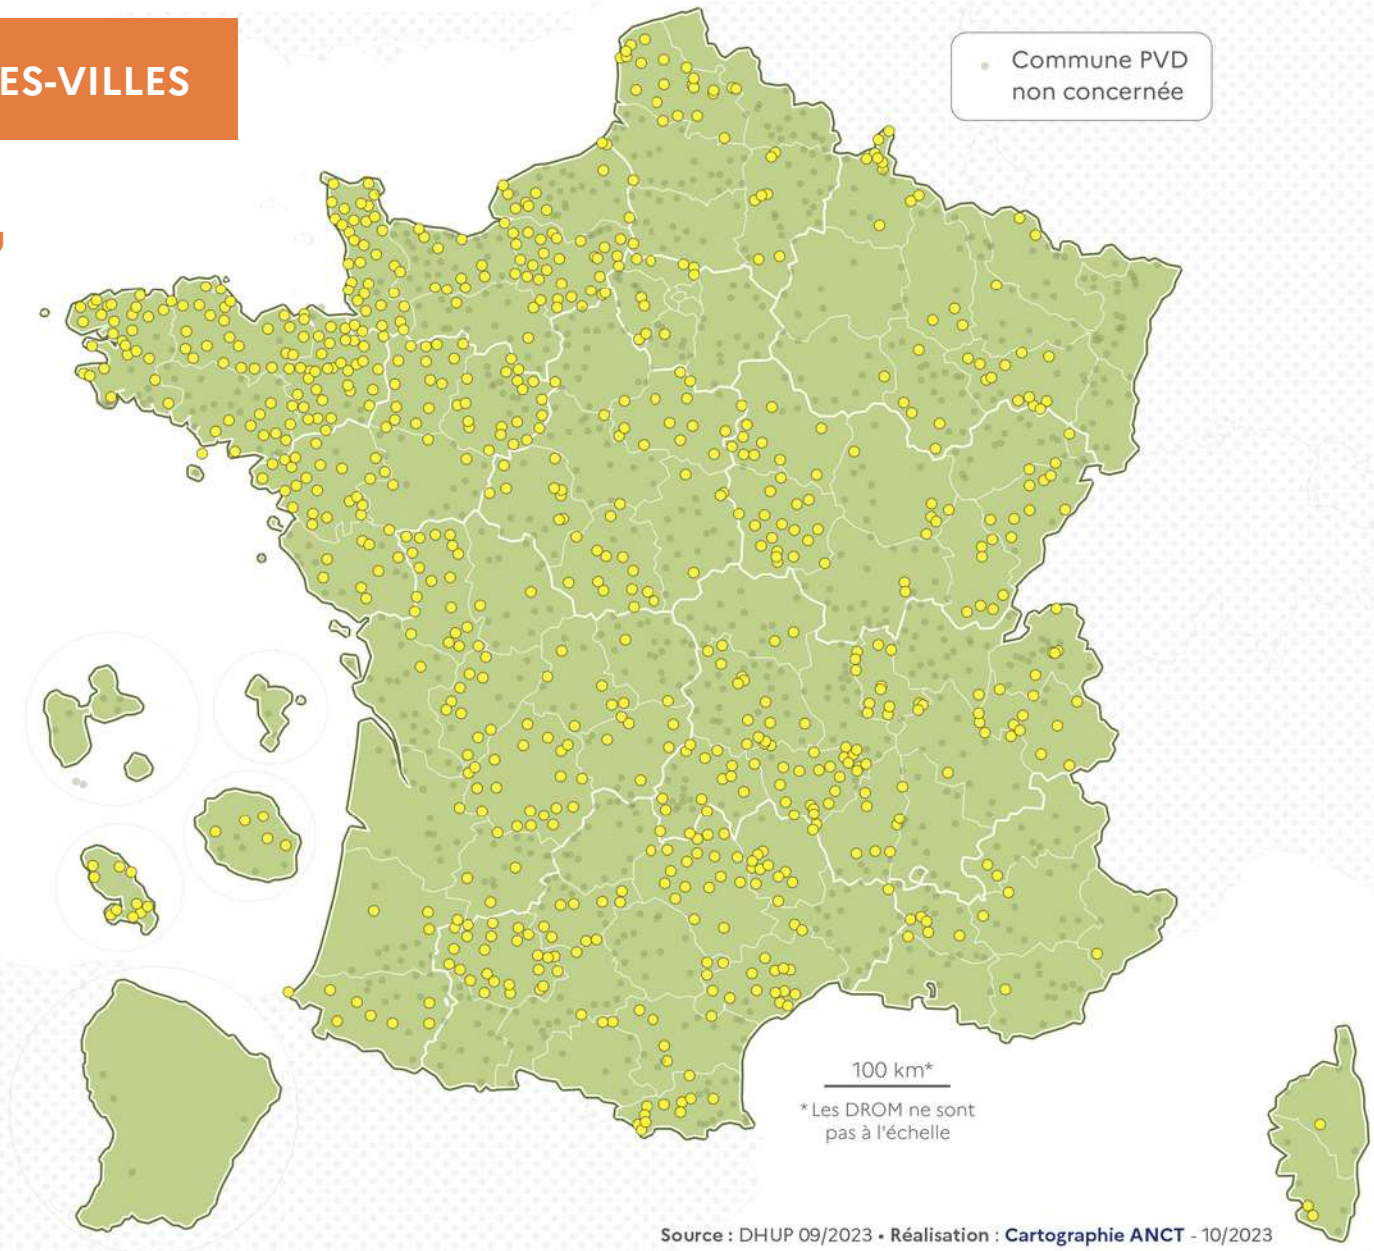 ES-VILLES
Commune PVD
non concernée
100 km*
*Les DROM ne sont
pas à l'échelle
Source : DHUP 09/2023 • Réalisation : Cartographie ANCT - 10/2023